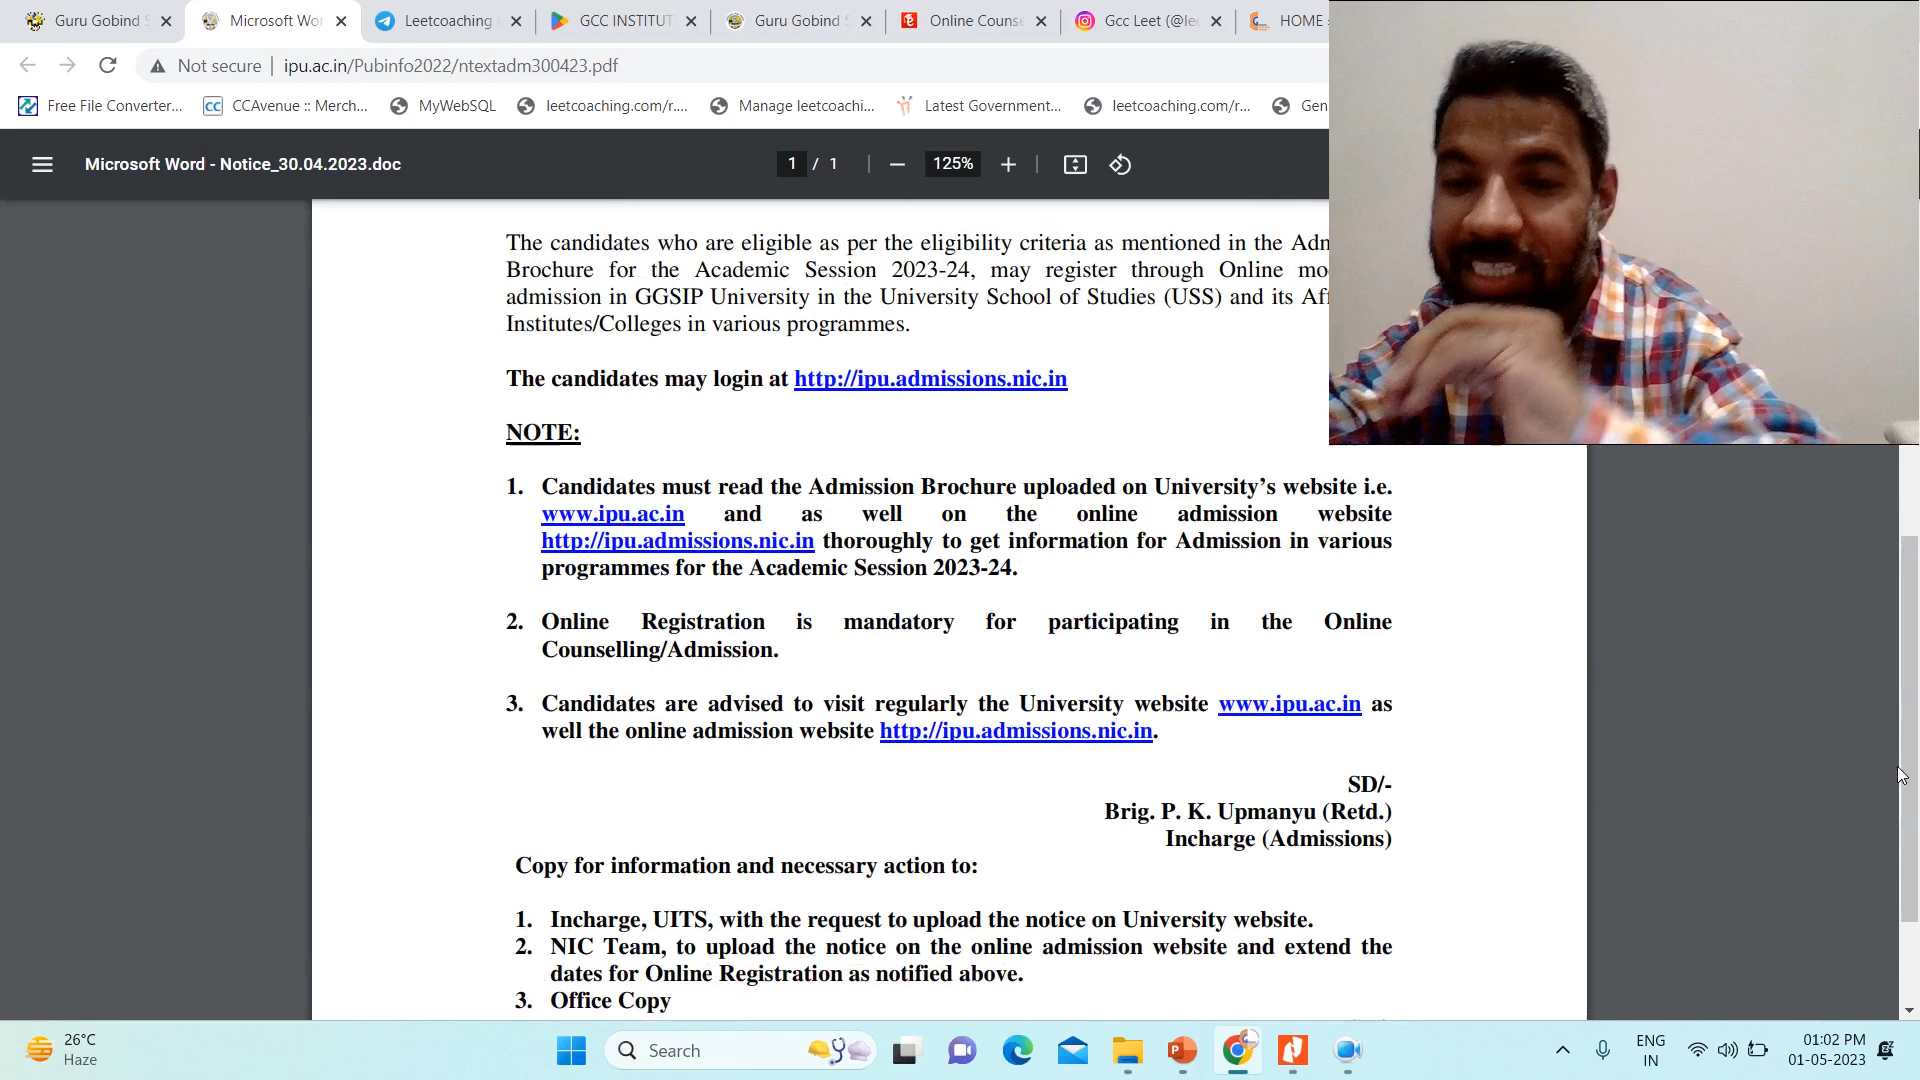 Guru Gobind S
Microsoft Wor
Leetcoaching
GCC INSTITUT
Guru Gobind S
Online Couns
Gcc Leet (@le
HOME
Not secure
ipu.ac.in/Pubinfo2022/ntextadm300423.pdf
Free File Converter...
CCAvenue :: Merch...
MyWebSQL
leetcoaching.com/r....
Manage leetcoachi...
Latest Government...
leetcoaching.com/r...
Gen
Microsoft Word - Notice_30.04.2023.doc
1 / 1
125%
The candidates who are eligible as per the eligibility criteria as mentioned in the Adn
Brochure for the Academic Session 2023-24, may register through Online mo
admission in GGSIP University in the University School of Studies (USS) and its Aff
Institutes/Colleges in various programmes.
The candidates may login at http://ipu.admissions.nic.in
NOTE:
1. Candidates must read the Admission Brochure uploaded on University's website i.e.
www.ipu.ac.in and as well on the online admission website
http://ipu.admissions.nic.in thoroughly to get information for Admission in various
programmes for the Academic Session 2023-24.
2. Online Registration is mandatory for participating in the Online
Counselling/Admission.
3. Candidates are advised to visit regularly the University website www.ipu.ac.in as
well the online admission website http://ipu.admissions.nic.in.
SD/-
Brig. P. K. Upmanyu (Retd.)
Incharge (Admissions)
Copy for information and necessary action to:
1. Incharge, UITS, with the request to upload the notice on University website.
2. NIC Team, to upload the notice on the online admission website and extend the
dates for Online Registration as notified above.
3. Office Copy
26°C
Haze
Search
ENG
IN
01:02 PM
01-05-2023